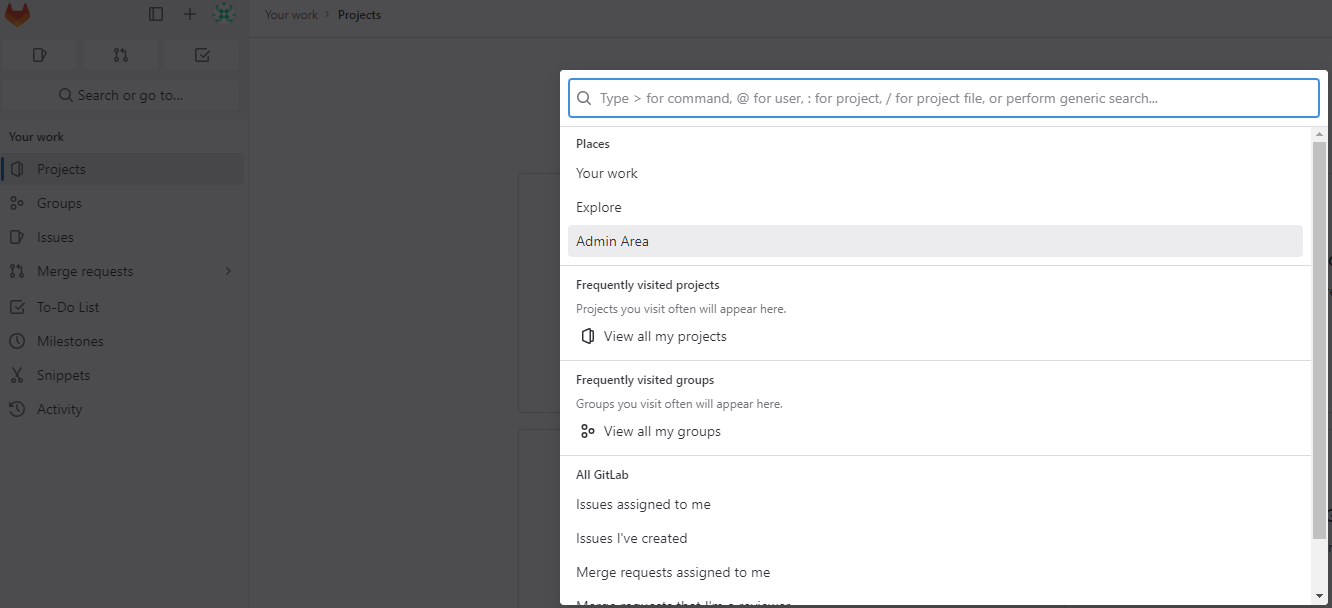 Your work > Projects
Search or go to...
Your work
Projects
Groups
Issues
Merge requests
To-Do List
Milestones
Snippets
Activity
Type > for command, @ for user, : for project, / for project file, or perform generic search...
Places
Your work
Explore
Admin Area
Frequently visited projects
Projects you visit often will appear here.
View all my projects
Frequently visited groups
Groups you visit often will appear here.
View all my groups
All GitLab
Issues assigned to me
Issues I've created
Merge requests assigned to me
Merge requests that I'm a reviewer